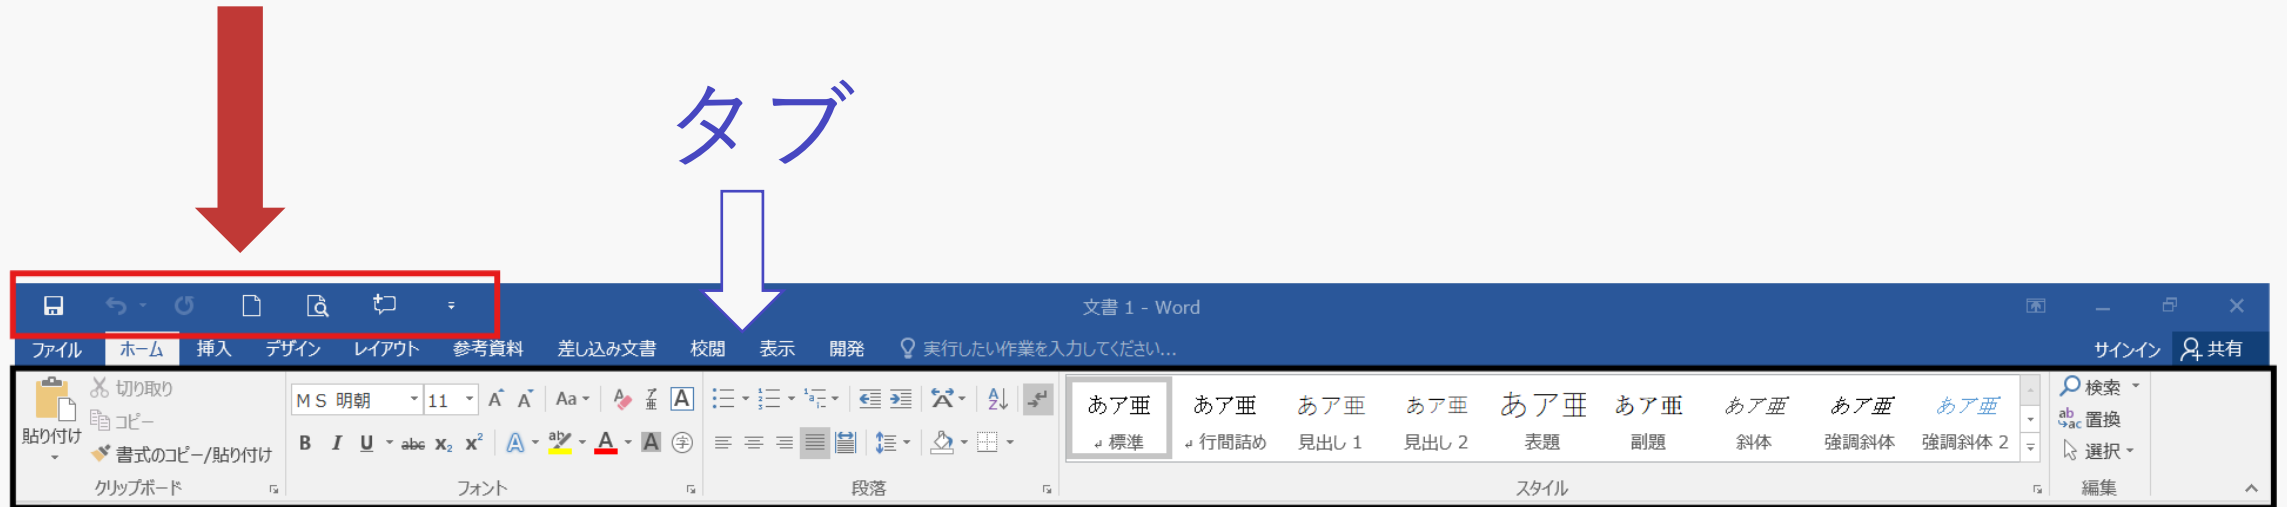 タブ
文書 1 - Word
ファイル ホーム 挿入 デザイン レイアウト 参考資料 差し込み文書 校閲 表示 開発 実行したい作業を入力してください... サインイン 共有
切り取り
コピー
書式のコピー/貼り付け
貼り付け
クリップボード
ＭＳ 明朝 11 A A Aa A ア亜 A
B I U abc X₂ X² A aby A A 字
フォント
段落
あア亜 あア亜 あア亜 あア亜 あア亜 あア亜 あア亜 あア亜 あア亜
標準 行間詰め 見出し 1 見出し 2 表題 副題 斜体 強調斜体 強調斜体 2
スタイル
検索
置換
選択
編集